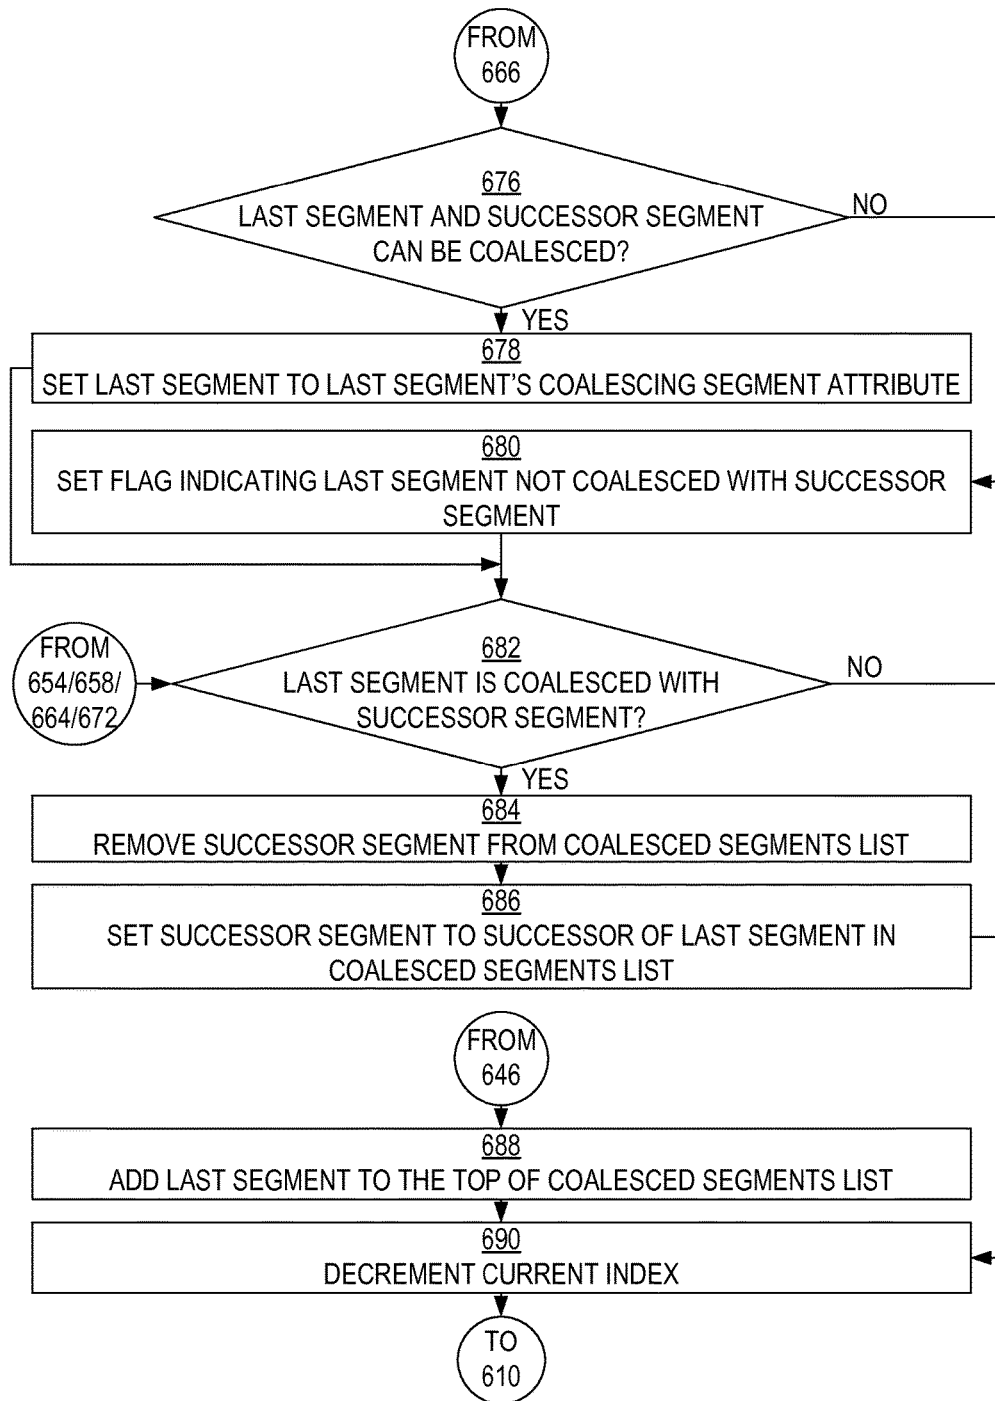 FROM
666
676
LAST SEGMENT AND SUCCESSOR SEGMENT
CAN BE COALESCED?
NO
YES
678
SET LAST SEGMENT TO LAST SEGMENT'S COALESCING SEGMENT ATTRIBUTE
680
SET FLAG INDICATING LAST SEGMENT NOT COALESCED WITH SUCCESSOR
SEGMENT
FROM
654/658/
664/672
682
LAST SEGMENT IS COALESCED WITH
SUCCESSOR SEGMENT?
NO
YES
684
REMOVE SUCCESSOR SEGMENT FROM COALESCED SEGMENTS LIST
686
SET SUCCESSOR SEGMENT TO SUCCESSOR OF LAST SEGMENT IN
COALESCED SEGMENTS LIST
FROM
646
688
ADD LAST SEGMENT TO THE TOP OF COALESCED SEGMENTS LIST
690
DECREMENT CURRENT INDEX
TO
610